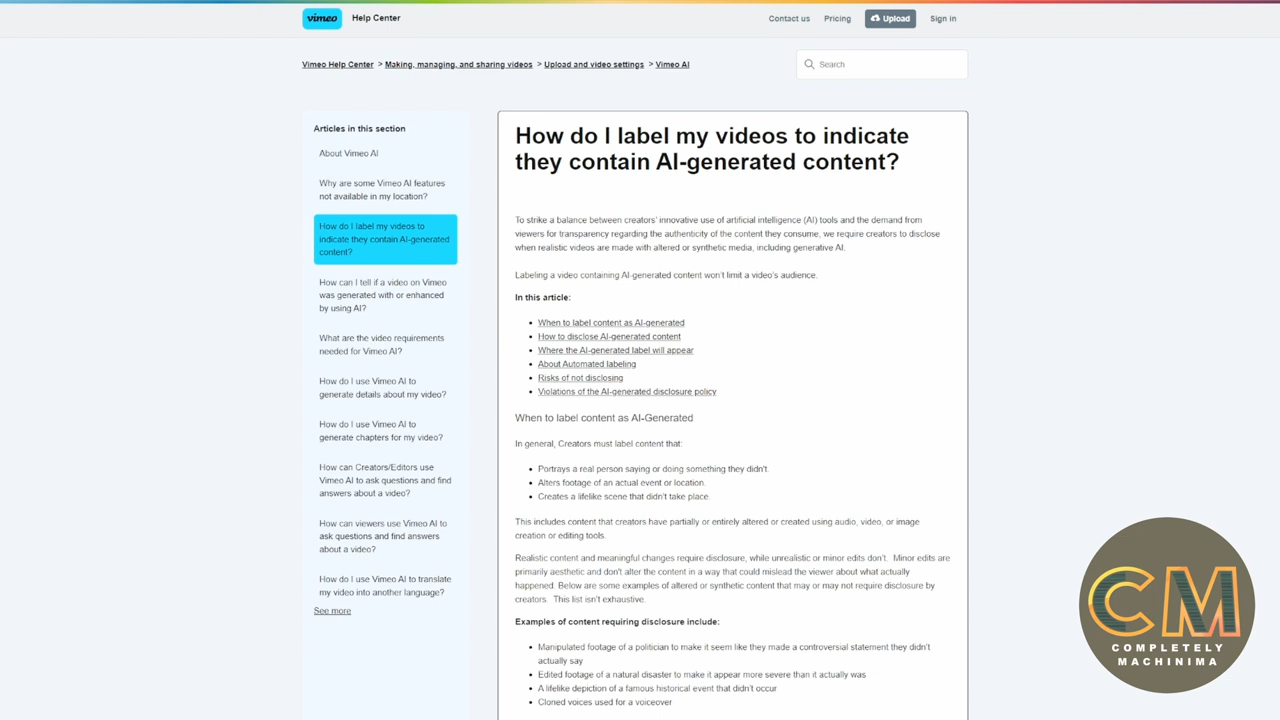 vimeo Help Center Contact us Pricing Upload Sign in
Vimeo Help Center > Making, managing, and sharing videos > Upload and video settings > Vimeo AI
Search
Articles in this section
About Vimeo AI
Why are some Vimeo AI features
not available in my location?
How do I label my videos to
indicate they contain AI-generated
content?
How can I tell if a video on Vimeo
was generated with or enhanced
by using AI?
What are the video requirements
needed for Vimeo AI?
How do I use Vimeo AI to
generate details about my video?
How do I use Vimeo AI to
generate chapters for my video?
How can Creators/Editors use
Vimeo AI to ask questions and find
answers about a video?
How can viewers use Vimeo AI to
ask questions and find answers
about a video?
How do I use Vimeo AI to translate
my video into another language?
See more
How do I label my videos to indicate
they contain AI-generated content?
To strike a balance between creators' innovative use of artificial intelligence (AI) tools and the demand from
viewers for transparency regarding the authenticity of the content they consume, we require creators to disclose
when realistic videos are made with altered or synthetic media, including generative AI.
Labeling a video containing AI-generated content won't limit a video's audience.
In this article:
• When to label content as AI-generated
• How to disclose AI-generated content
• Where the AI-generated label will appear
• About Automated labeling
• Risks of not disclosing
• Violations of the AI-generated disclosure policy
When to label content as AI-Generated
In general, Creators must label content that:
• Portrays a real person saying or doing something they didn't.
• Alters footage of an actual event or location.
• Creates a lifelike scene that didn't take place.
This includes content that creators have partially or entirely altered or created using audio, video, or image
creation or editing tools.
Realistic content and meaningful changes require disclosure, while unrealistic or minor edits don't. Minor edits are
primarily aesthetic and don't alter the content in a way that could mislead the viewer about what actually
happened. Below are some examples of altered or synthetic content that may or may not require disclosure by
creators. This list isn't exhaustive.
Examples of content requiring disclosure include:
• Manipulated footage of a politician to make it seem like they made a controversial statement they didn't
actually say
• Edited footage of a natural disaster to make it appear more severe than it actually was
• A lifelike depiction of a famous historical event that didn't occur
• Cloned voices used for a voiceover
CM
COMPLETELY
MACHINIMA